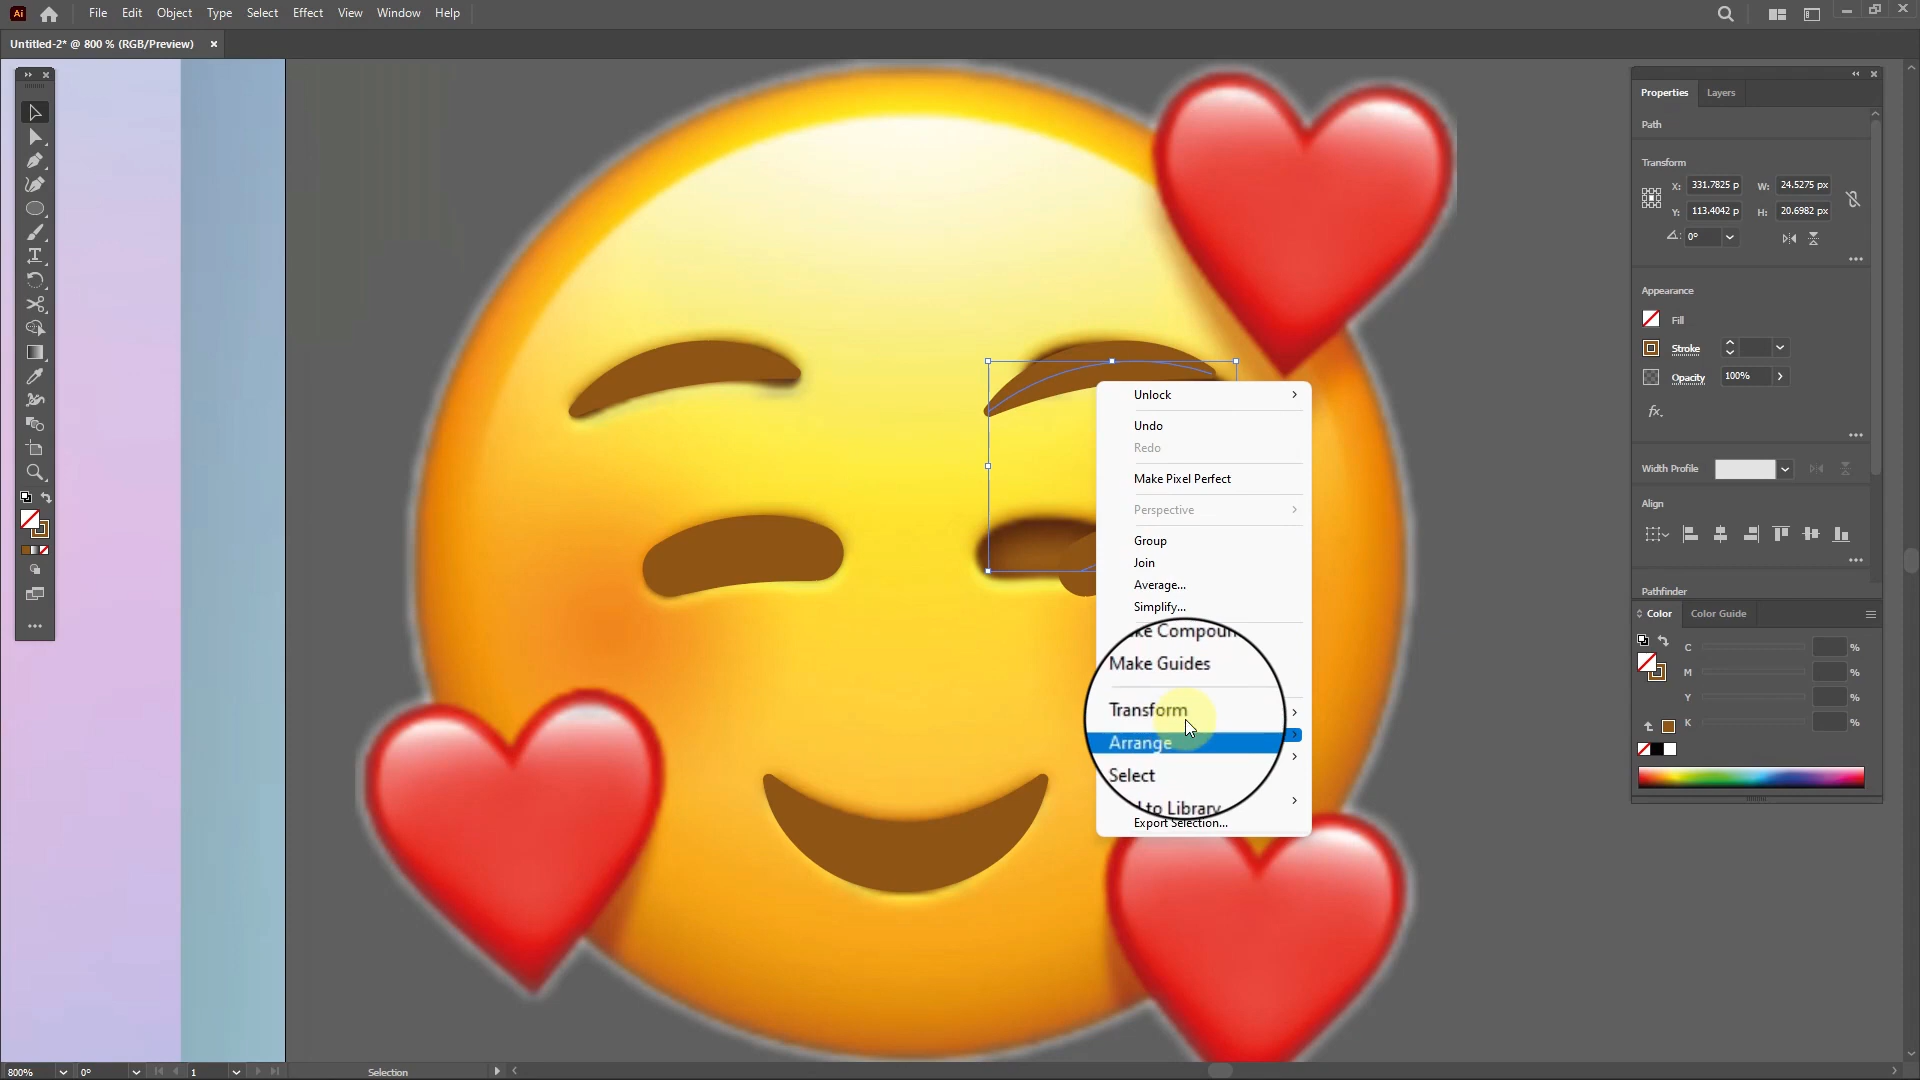 Ai
File Edit Object Type Select Effect View Window Help
Untitled-2* @ 800 % (RGB/Preview)
Properties
Layers
Path
Transform
X: 331.7825 p
W: 24.5275 px
Y: 113.4042 p
H: 20.6982 px
0°
Appearance
Fill
Stroke
Opacity
100%
fx.
Width Profile
Align
Pathfinder
Color
Color Guide
C %
M %
Y %
K %
Unlock
Undo
Redo
Make Pixel Perfect
Perspective
Group
Join
Average...
Simplify...
ke Compoun
Make Guides
Transform
Arrange
Select
to Library
Export Selection...
800%
0°
1
Selection